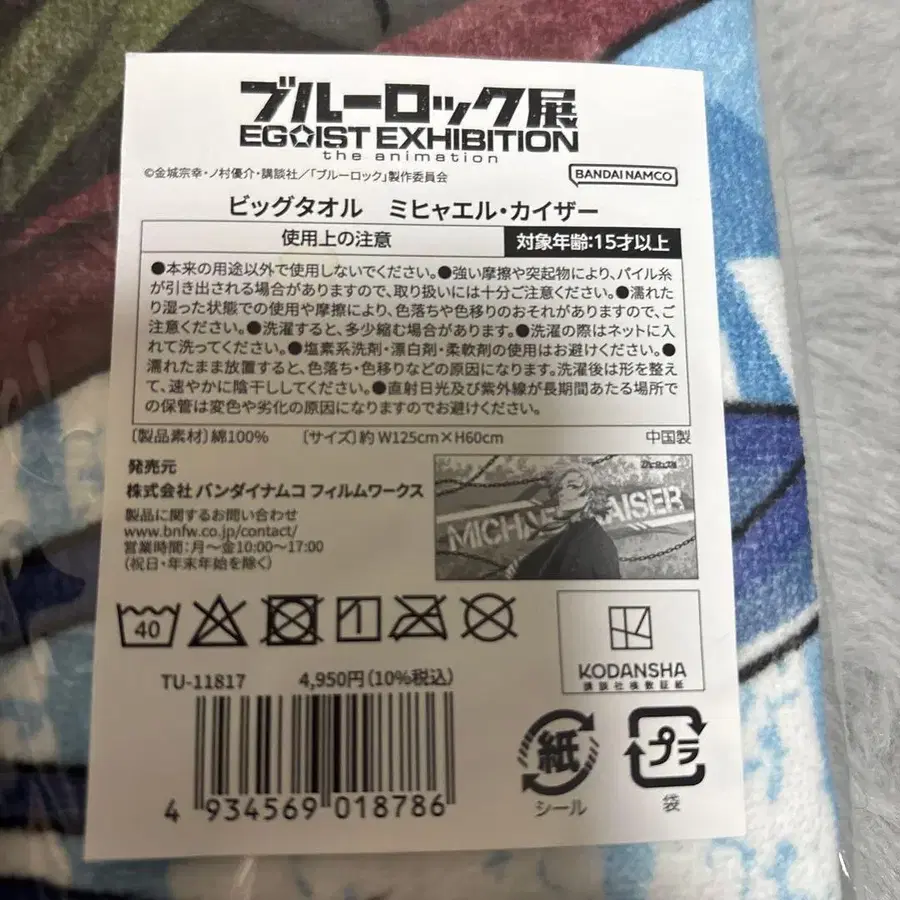 ブルーロック展
EGOIST EXHIBITION
the animation
©金城宗幸・ノ村優介・講談社/「ブルーロック」製作委員会
BANDAI NAMCO
ビッグタオル ミヒャエル・カイザー
使用上の注意
対象年齢:15才以上
●本来の用途以外で使用しないでください。●強い摩擦や突起物により、パイル糸
が引き出される場合がありますので、取り扱いには十分ご注意ください。●濡れた
り湿った状態での使用や摩擦により、色落ちや色移りのおそれがありますので、ご
注意ください。●洗濯すると、多少縮む場合があります。●洗濯の際はネットに入
れて洗ってください。●塩素系洗剤・漂白剤・柔軟剤の使用はお避けください。●
濡れたまま放置すると、色落ち・色移りなどの原因になります。洗濯後は形を整え
て、速やかに陰干ししてください。●直射日光及び紫外線が長期間あたる場所で
の保管は変色や劣化の原因になりますのでお避けください。
〔製品素材〕綿100% 〔サイズ〕約 W125cm×H60cm 中国製
発売元
株式会社 バンダイナムコ フィルムワークス
製品に関するお問い合わせ
www.bnfw.co.jp/contact/
営業時間:月〜金10:00〜17:00
(祝日・年末年始を除く)
MICHAEL KAISER
40
KODANSHA
講談社検数証紙
TU-11817 4,950円(10%税込)
4 934569 018786
紙
シール
プラ
袋